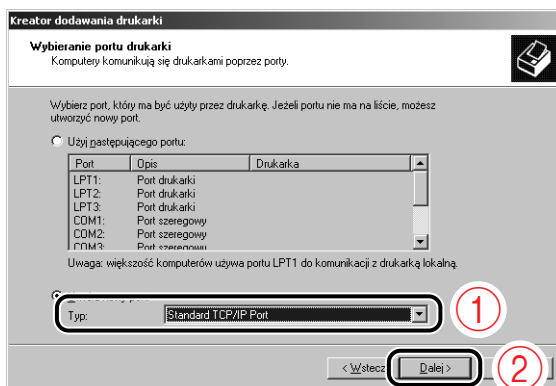 Kreator dodawania drukarki
Wybieranie portu drukarki
Komputery komunikują się drukarkami poprzez porty.
Wybierz port, który ma być użyty przez drukarkę. Jeżeli portu nie ma na liście, możesz
utworzyć nowy port.
Użyj następującego portu:
Port Opis Drukarka
LPT1: Port drukarki
LPT2: Port drukarki
LPT3: Port drukarki
COM1: Port szeregowy
COM2: Port szeregowy
COM3: Port szeregowy
Uwaga: większość komputerów używa portu LPT1 do komunikacji z drukarką lokalną.
Typ: Standard TCP/IP Port
1
< Wstecz Dalej >
2